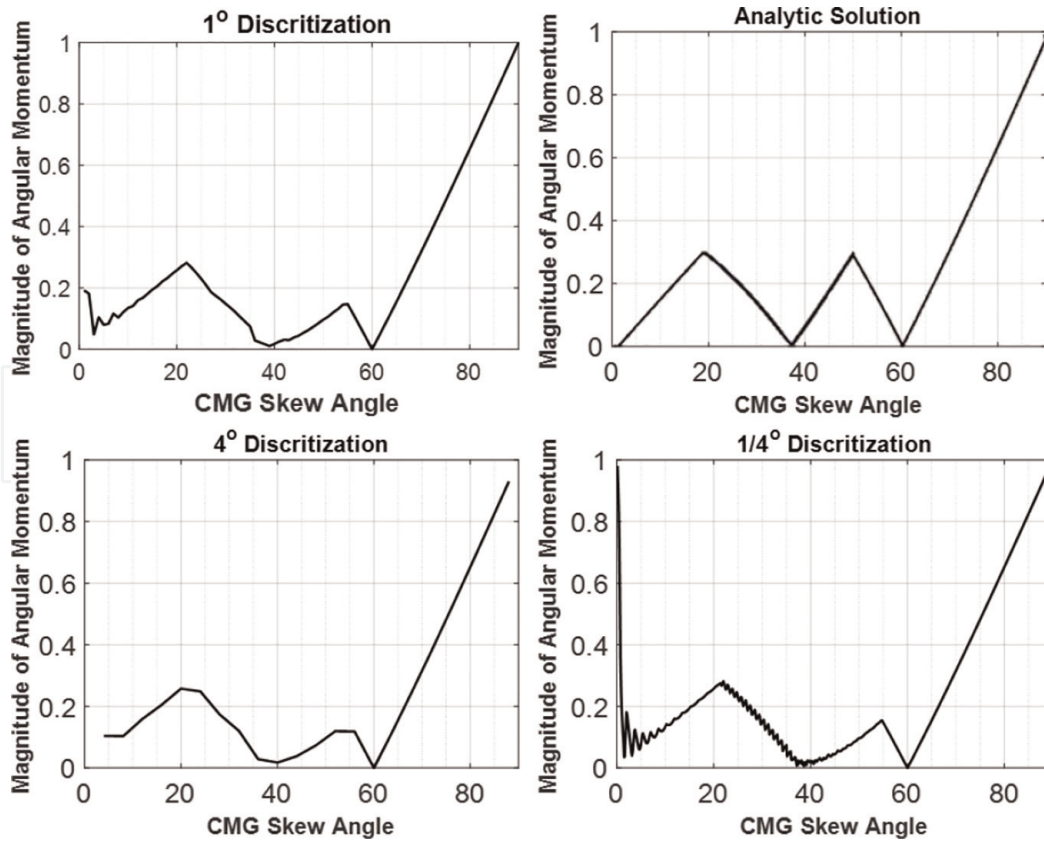 1° Discritization
Magnitude of Angular Momentum
1
0.8
0.6
0.4
0.2
0
0 20 40 60 80
CMG Skew Angle
Analytic Solution
Magnitude of Angular Momentum
1
0.8
0.6
0.4
0.2
0
0 20 40 60 80
CMG Skew Angle
4° Discritization
Magnitude of Angular Momentum
1
0.8
0.6
0.4
0.2
0
0 20 40 60 80
CMG Skew Angle
1/4° Discritization
Magnitude of Angular Momentum
1
0.8
0.6
0.4
0.2
0
0 20 40 60 80
CMG Skew Angle